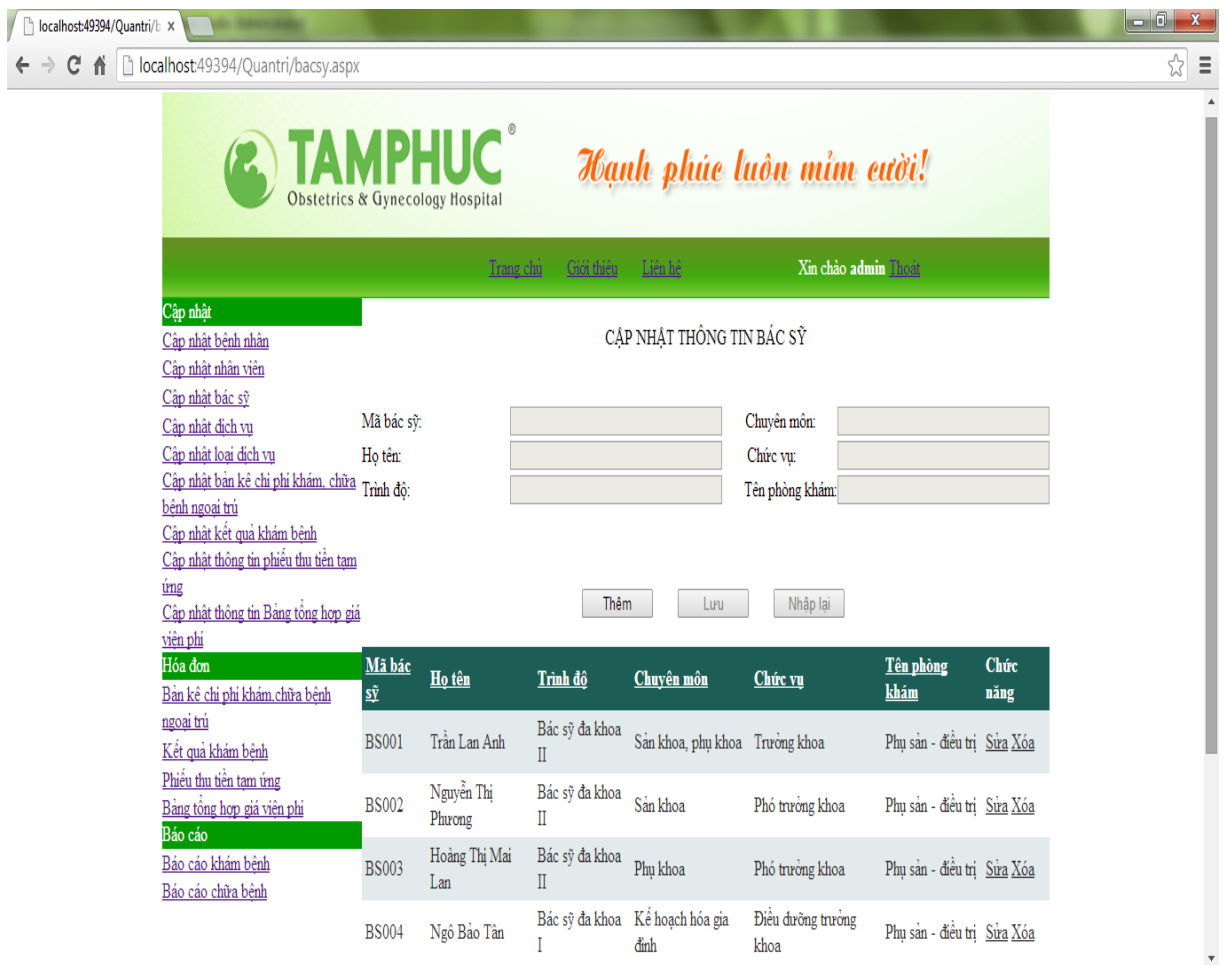 localhost:49394/Quantri/b x
localhost:49394/Quantri/bacsy.aspx
TAMPHUC®
Obstetrics & Gynecology Hospital
Hạnh phúc luôn mỉm cười!
Trang chủ Giới thiệu Liên hệ Xin chào admin Thoát
Cập nhật
Cập nhật bệnh nhân
Cập nhật nhân viên
Cập nhật bác sỹ
Cập nhật dịch vụ
Cập nhật loại dịch vụ
Cập nhật bản kê chi phí khám, chữa
bệnh ngoại trú
Cập nhật kết quả khám bệnh
Cập nhật thông tin phiếu thu tiền tạm
ứng
Cập nhật thông tin Bảng tổng hợp giá
viện phí
Hóa đơn
Bản kê chi phí khám,chữa bệnh
ngoại trú
Kết quả khám bệnh
Phiếu thu tiền tạm ứng
Bảng tổng hợp giá viện phí
Báo cáo
Báo cáo khám bệnh
Báo cáo chữa bệnh
CẬP NHẬT THÔNG TIN BÁC SỸ
Mã bác sỹ: Chuyên môn:
Họ tên: Chức vụ:
Trình độ: Tên phòng khám:
Thêm Lưu Nhập lại
Mã bác
sỹ
Họ tên
Trình độ
Chuyên môn
Chức vụ
Tên phòng
khám
Chức
năng
BS001
Trần Lan Anh
Bác sỹ đa khoa
II
Sản khoa, phụ khoa
Trưởng khoa
Phụ sản - điều trị
Sửa Xóa
BS002
Nguyễn Thị
Phương
Bác sỹ đa khoa
II
Sản khoa
Phó trưởng khoa
Phụ sản - điều trị
Sửa Xóa
BS003
Hoàng Thị Mai
Lan
Bác sỹ đa khoa
II
Phụ khoa
Phó trưởng khoa
Phụ sản - điều trị
Sửa Xóa
BS004
Ngô Bảo Tân
Bác sỹ đa khoa
I
Kế hoạch hóa gia
đình
Điều dưỡng trưởng
khoa
Phụ sản - điều trị
Sửa Xóa